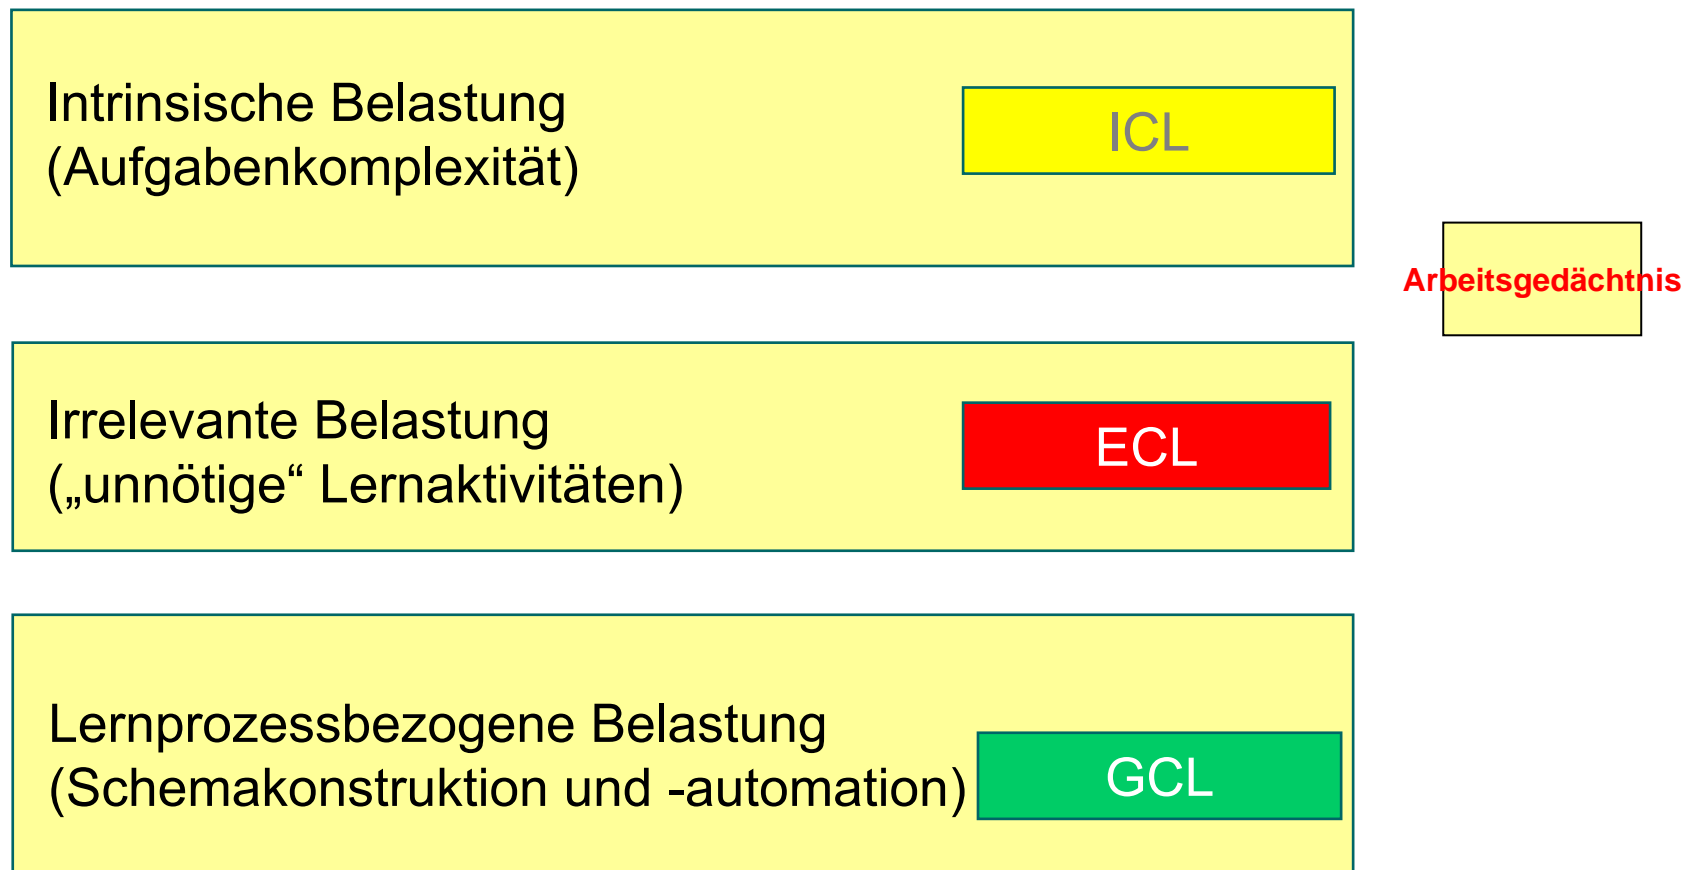 Intrinsische Belastung
(Aufgabenkomplexität)
ICL
Arbeitsgedächtnis
Irrelevante Belastung
(„unnötige“ Lernaktivitäten)
ECL
Lernprozessbezogene Belastung
(Schemakonstruktion und -automation)
GCL